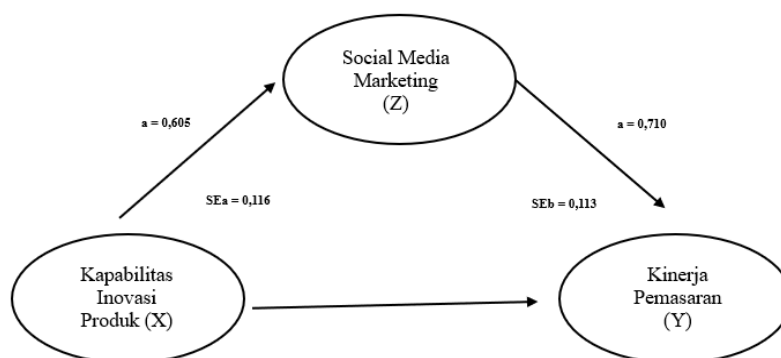 Social Media
Marketing
(Z)
a = 0,605
a = 0,710
SEa = 0,116
SEb = 0,113
Kapabilitas
Inovasi
Produk (X)
Kinerja
Pemasaran
(Y)